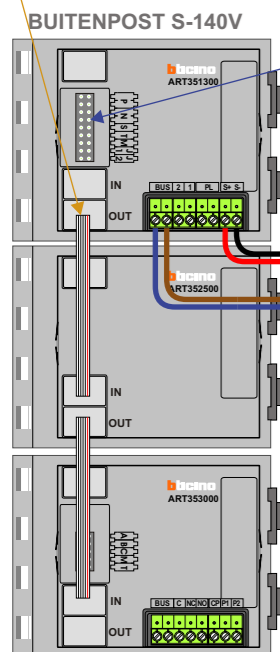 BUITENPOST S-140V
bticino
ART351300
P N S T M 1 2
IN
BUS 2 1 PL S+ S-
OUT
bticino
ART352500
IN
OUT
bticino
ART353000
A B C M T
IN
BUS C NC NO CP P1 P2
OUT